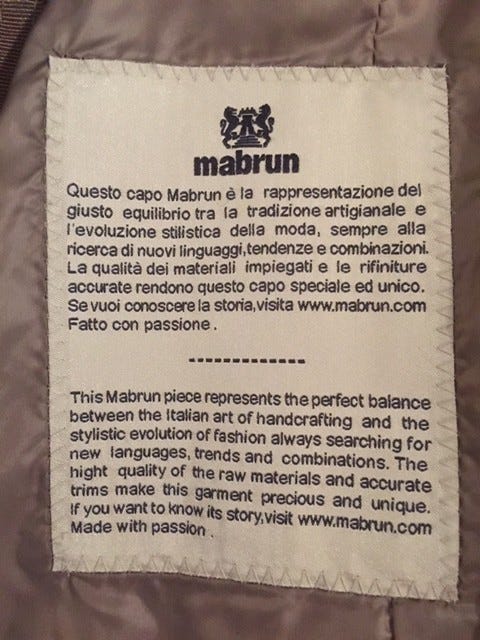 mabrun
Questo capo Mabrun è la rappresentazione del
giusto equilibrio tra la tradizione artigianale e
l'evoluzione stilistica della moda, sempre alla
ricerca di nuovi linguaggi,tendenze e combinazioni.
La qualità dei materiali impiegati e le rifiniture
accurate rendono questo capo speciale ed unico.
Se vuoi conoscere la storia,visita www.mabrun.com
Fatto con passione.
-------------
This Mabrun piece represents the perfect balance
between the Italian art of handcrafting and the
stylistic evolution of fashion always searching for
new languages, trends and combinations. The
hight quality of the raw materials and accurate
trims make this garment precious and unique.
If you want to know its story,visit www.mabrun.com
Made with passion.